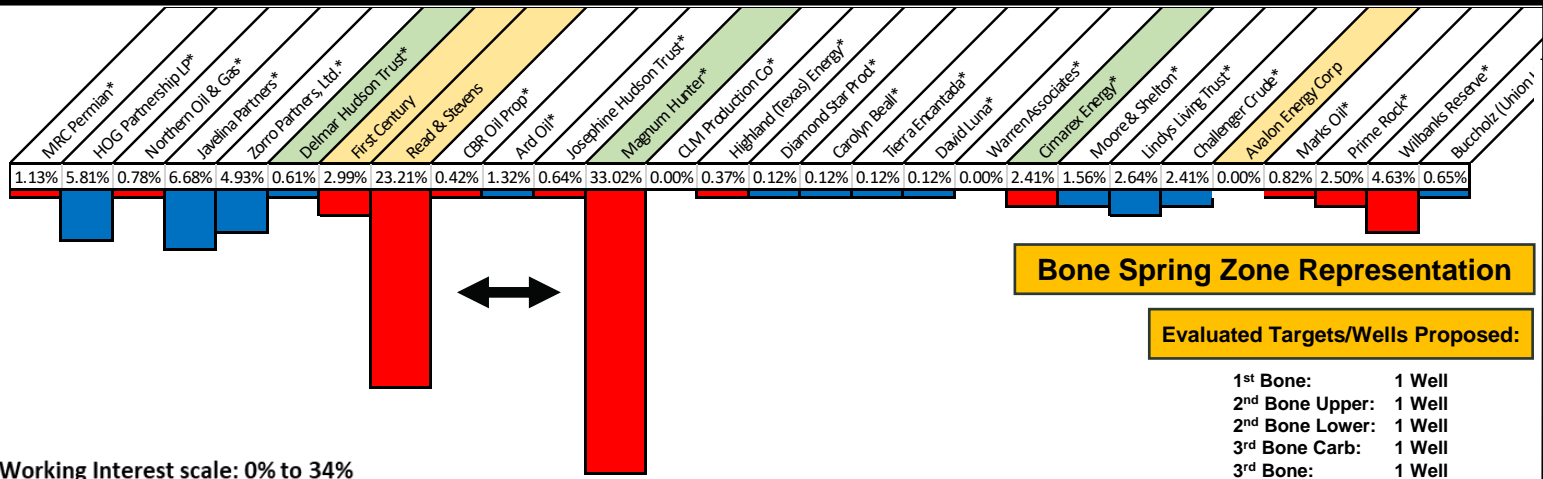 MRC Permian*
HOG Partnership LP*
Northern Oil & Gas*
Javelina Partners*
Zorro Partners, Ltd.*
Delmar Hudson Trust*
First Century
Read & Stevens
CBR Oil Prop*
Ard Oil*
Josephine Hudson Trust*
Magnum Hunter*
CLM Production Co*
Highland (Texas) Energy*
Diamond Star Prod*
Carolyn Beall*
Tierra Encantada*
David Luna*
Warren Associates*
Cimarex Energy*
Moore & Shelton*
Lindys Living Trust*
Challenger Crude*
Avalon Energy Corp
Marks Oil*
Prime Rock*
Wilbanks Reserve*
Buccholz (Union
1.13% 5.81% 0.78% 6.68% 4.93% 0.61% 2.99% 23.21% 0.42% 1.32% 0.64% 33.02% 0.00% 0.37% 0.12% 0.12% 0.12% 0.12% 0.00% 2.41% 1.56% 2.64% 2.41% 0.00% 0.82% 2.50% 4.63% 0.65%
Bone Spring Zone Representation
Evaluated Targets/Wells Proposed:
1st Bone: 1 Well
2nd Bone Upper: 1 Well
2nd Bone Lower: 1 Well
3rd Bone Carb: 1 Well
3rd Bone: 1 Well
Working Interest scale: 0% to 34%